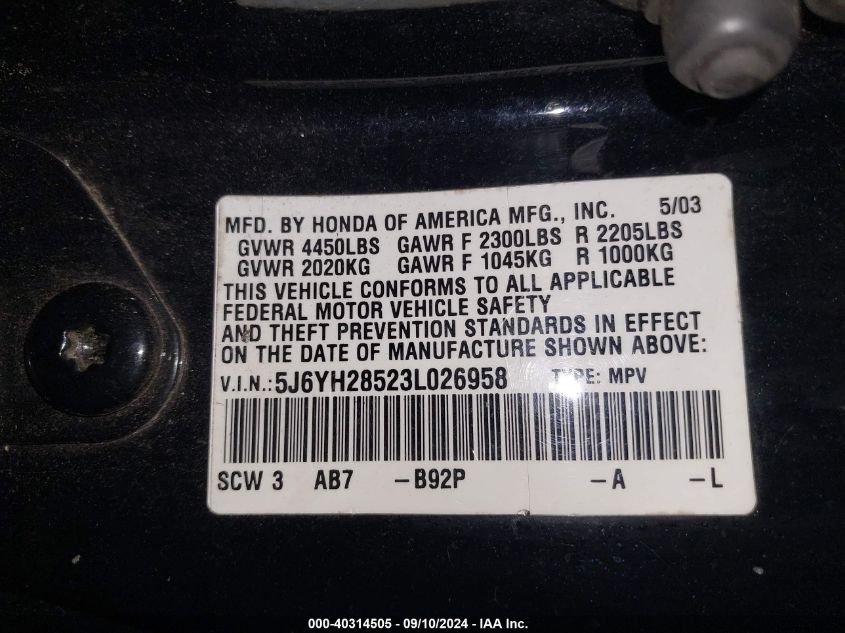 MFD. BY HONDA OF AMERICA MFG., INC. 5/03
GVWR 4450LBS GAWR F 2300LBS R 2205LBS
GVWR 2020KG GAWR F 1045KG R 1000KG
THIS VEHICLE CONFORMS TO ALL APPLICABLE
FEDERAL MOTOR VEHICLE SAFETY
AND THEFT PREVENTION STANDARDS IN EFFECT
ON THE DATE OF MANUFACTURE SHOWN ABOVE:
V.I.N.: 5J6YH28523L026958 TYPE: MPV
SCW 3 AB7 -B92P -A -L
000-40314505 - 09/10/2024 - IAA Inc.